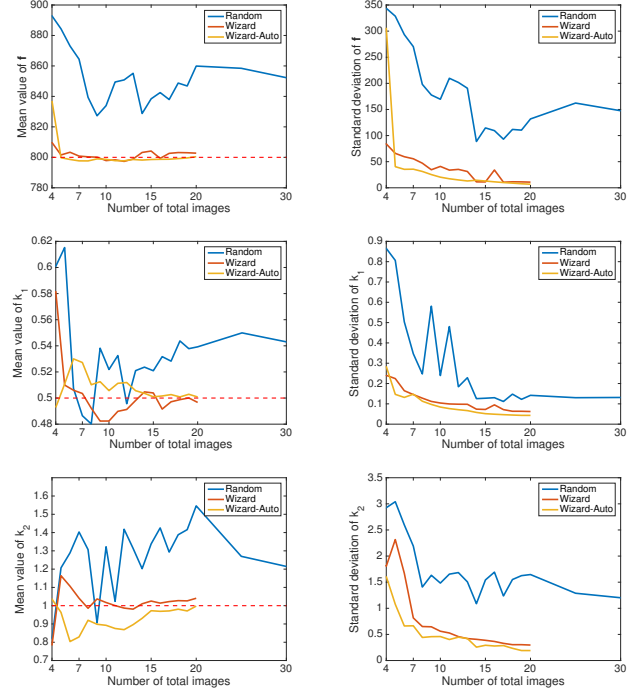 900
880
860
840
820
800
780
Mean value of f
4 7 10 15 20 30
Number of total images
Random
Wizard
Wizard-Auto
350
300
250
200
150
100
50
0
Standard deviation of f
4 7 10 15 20 30
Number of total images
Random
Wizard
Wizard-Auto
0.62
0.6
0.58
0.56
0.54
0.52
0.5
0.48
Mean value of k1
4 7 10 15 20 30
Number of total images
Random
Wizard
Wizard-Auto
0.9
0.8
0.7
0.6
0.5
0.4
0.3
0.2
0.1
0
Standard deviation of k1
4 7 10 15 20 30
Number of total images
Random
Wizard
Wizard-Auto
1.6
1.5
1.4
1.3
1.2
1.1
1
0.9
0.8
0.7
Mean value of k2
4 7 10 15 20 30
Number of total images
Random
Wizard
Wizard-Auto
3.5
3
2.5
2
1.5
1
0.5
0
Standard deviation of k2
4 7 10 15 20 30
Number of total images
Random
Wizard
Wizard-Auto